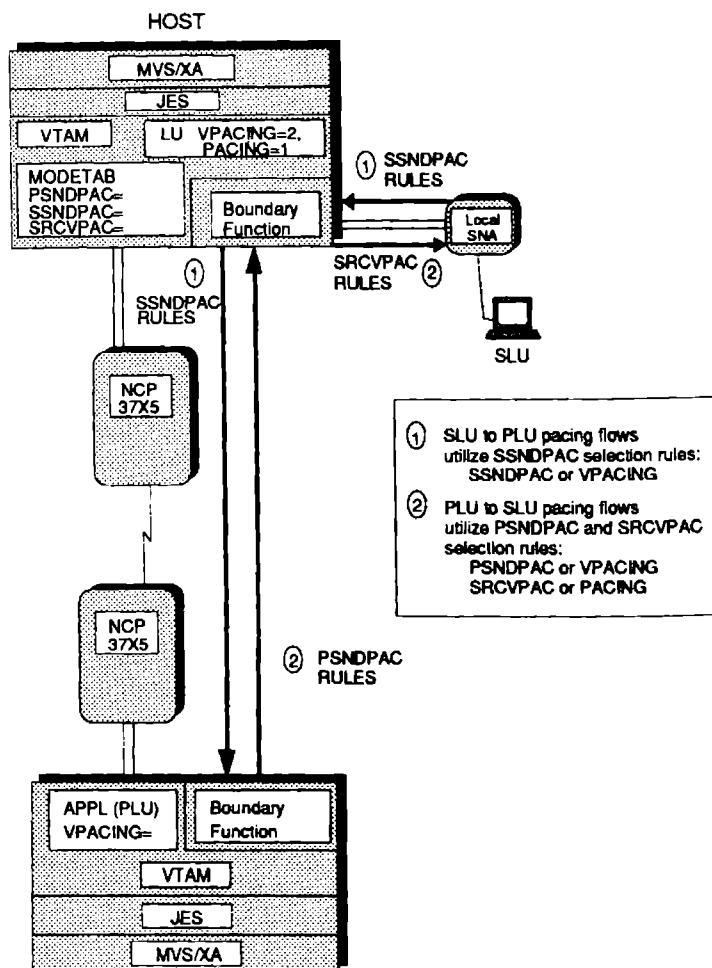 HOST
MVS/XA
JES
VTAM
LU VPACING=2,
PACING=1
MODETAB
PSNDPAC=
SSNDPAC=
SRCVPAC=
Boundary
Function
1 SSNDPAC
RULES
Local
SNA
SRCVPAC 2
RULES
SLU
1
SSNDPAC
RULES
NCP
37X5
1 SLU to PLU pacing flows
utilize SSNDPAC selection rules:
SSNDPAC or VPACING
2 PLU to SLU pacing flows
utilize PSNDPAC and SRCVPAC
selection rules:
PSNDPAC or VPACING
SRCVPAC or PACING
NCP
37X5
2 PSNDPAC
RULES
APPL (PLU)
VPACING=
Boundary
Function
VTAM
JES
MVS/XA